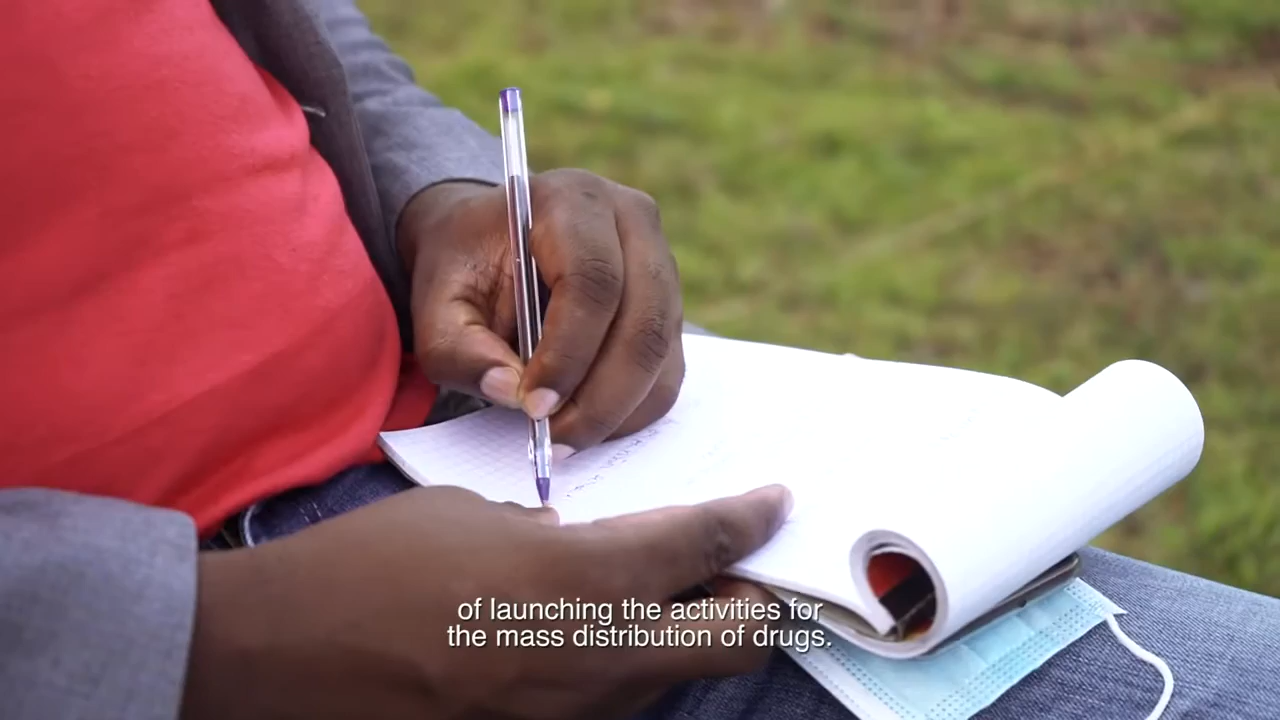 of launching the activities for
the mass distribution of drugs.